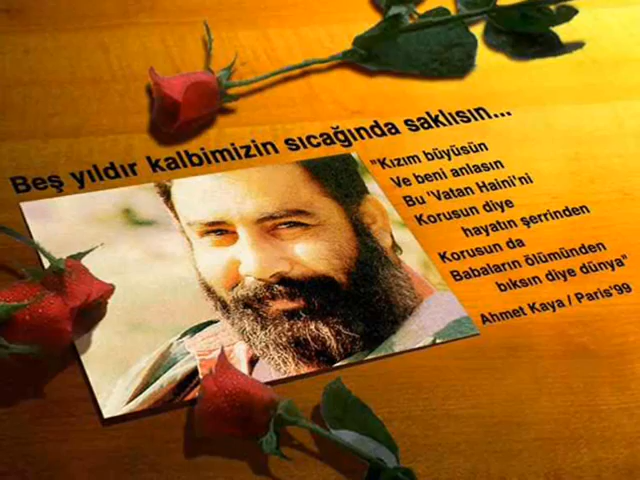 Beş yıldır kalbimizin sıcağında saklısın...
"Kızım büyüsün
Ve beni anlasın
Bu 'Vatan Haini'ni
Korusun diye
hayatın şerrinden
Korusun da
Babaların ölümünden
bıksın diye dünya"
Ahmet Kaya / Paris'99